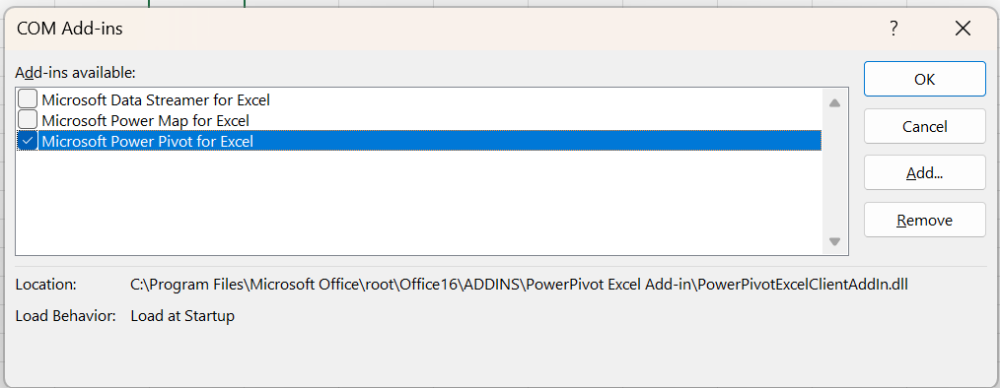 COM Add-ins ?
Add-ins available:
Microsoft Data Streamer for Excel
Microsoft Power Map for Excel
Microsoft Power Pivot for Excel
OK
Cancel
Add...
Remove
Location: C:\Program Files\Microsoft Office\root\Office16\ADDINS\PowerPivot Excel Add-in\PowerPivotExcelClientAddIn.dll
Load Behavior: Load at Startup